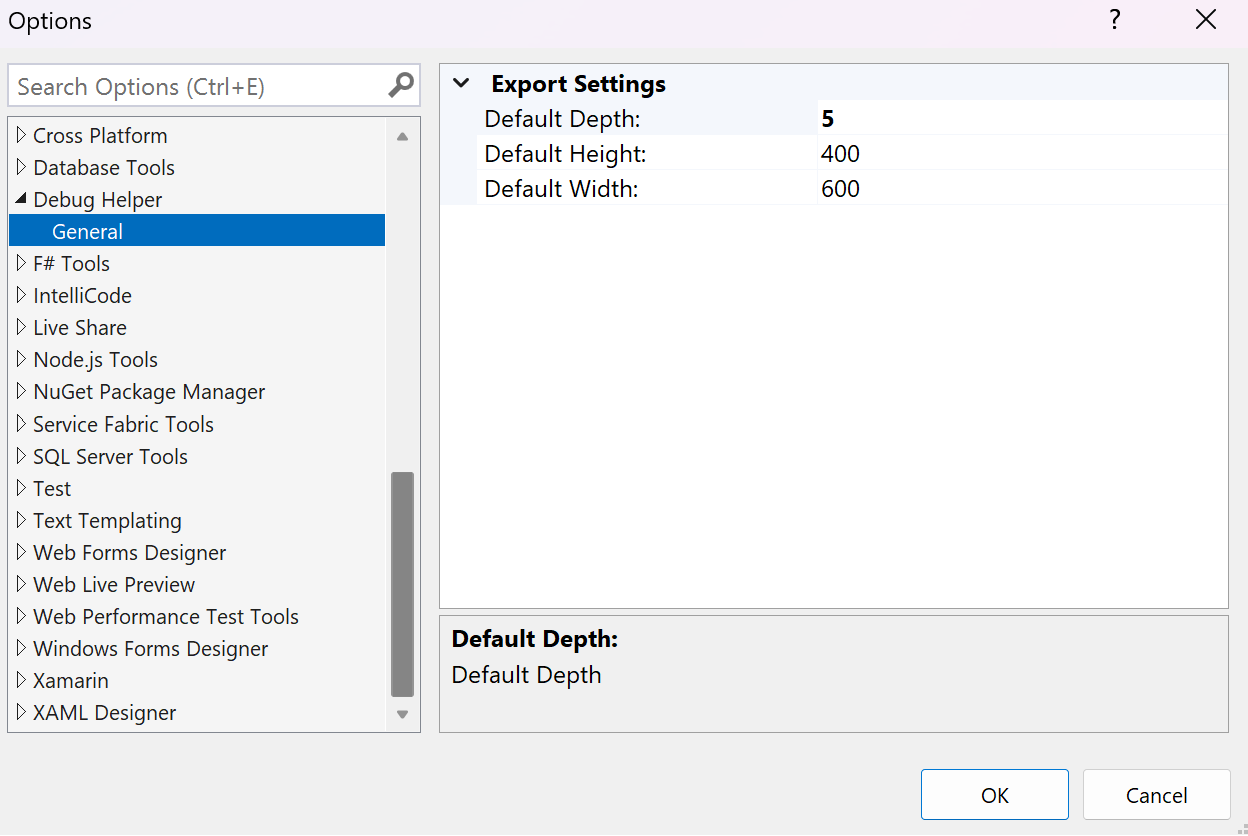 Options
?
Search Options (Ctrl+E)
Cross Platform
Database Tools
Debug Helper
General
F# Tools
IntelliCode
Live Share
Node.js Tools
NuGet Package Manager
Service Fabric Tools
SQL Server Tools
Test
Text Templating
Web Forms Designer
Web Live Preview
Web Performance Test Tools
Windows Forms Designer
Xamarin
XAML Designer
Export Settings
Default Depth: 5
Default Height: 400
Default Width: 600
Default Depth:
Default Depth
OK
Cancel